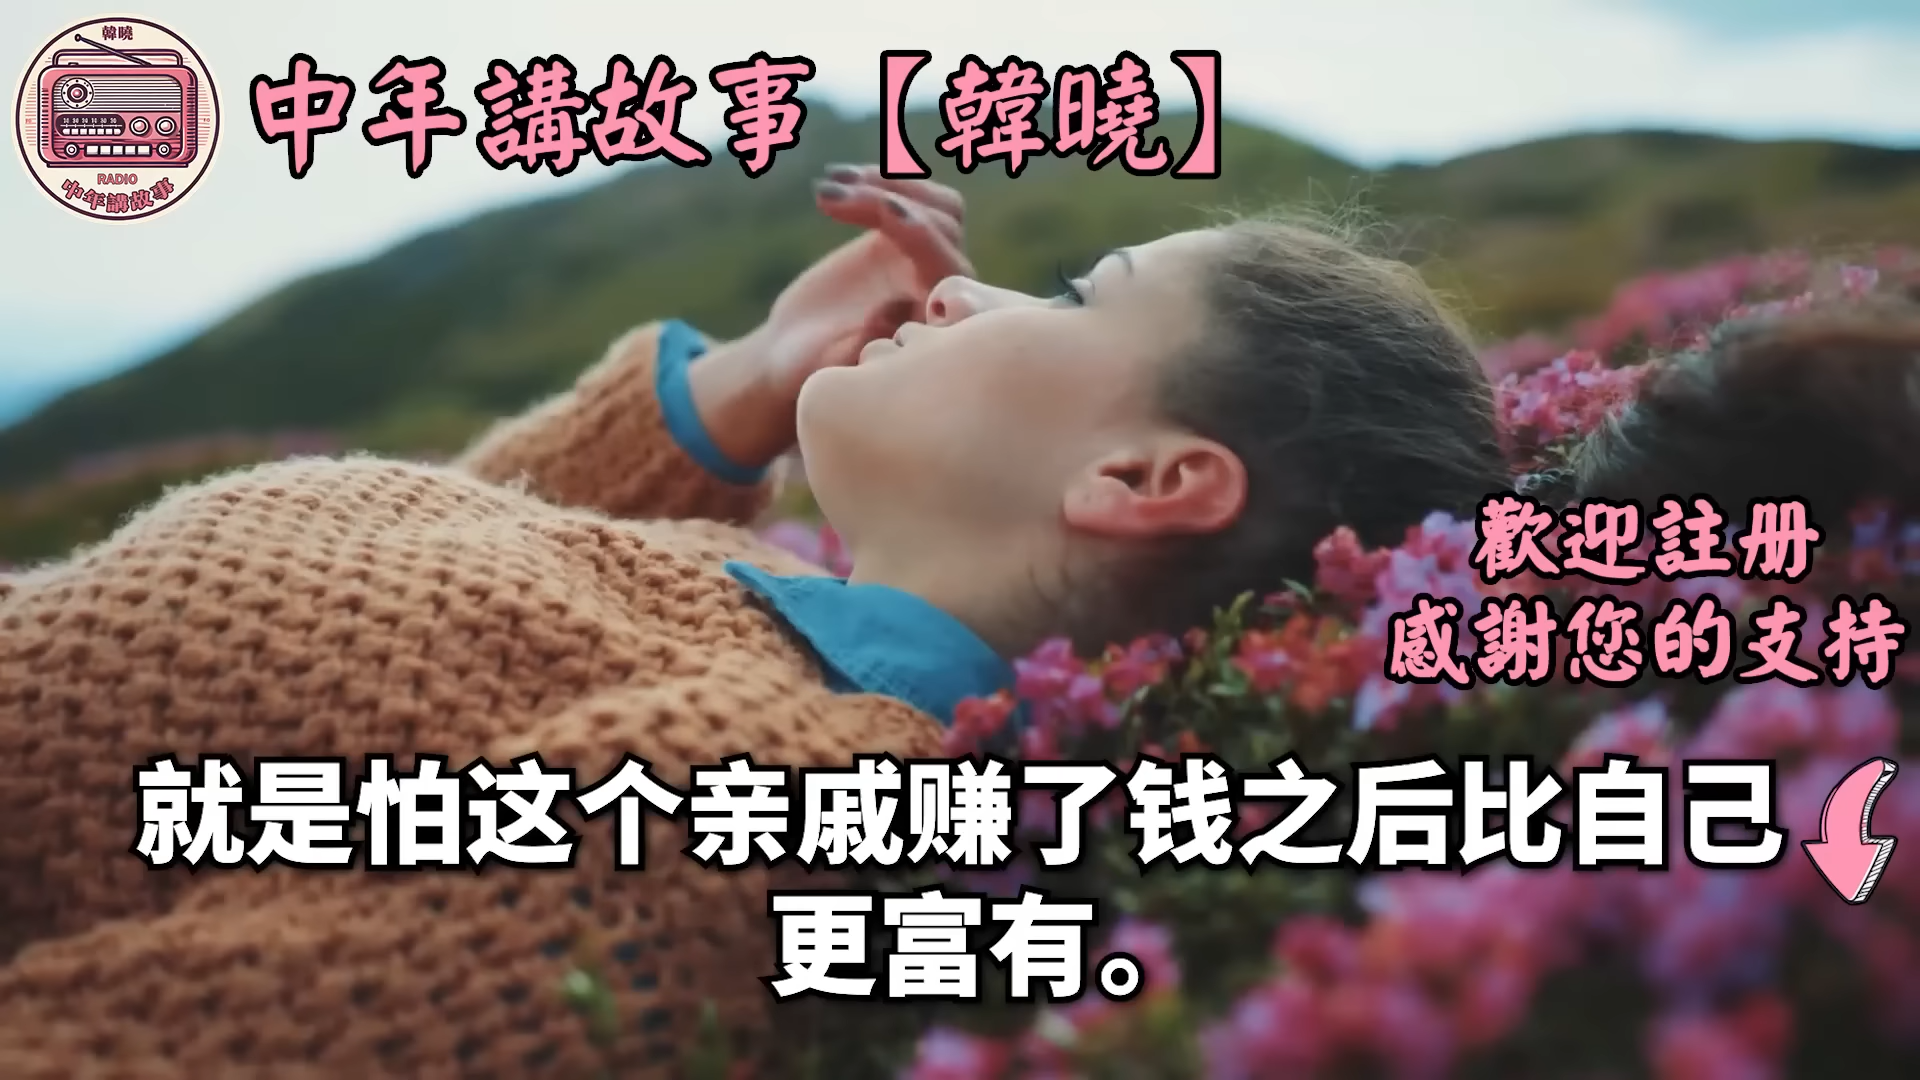 韓曉
RADIO
中年講故事
中年講故事【韓曉】
歡迎註册
感謝您的支持
就是怕这个亲戚赚了钱之后比自己
更富有。